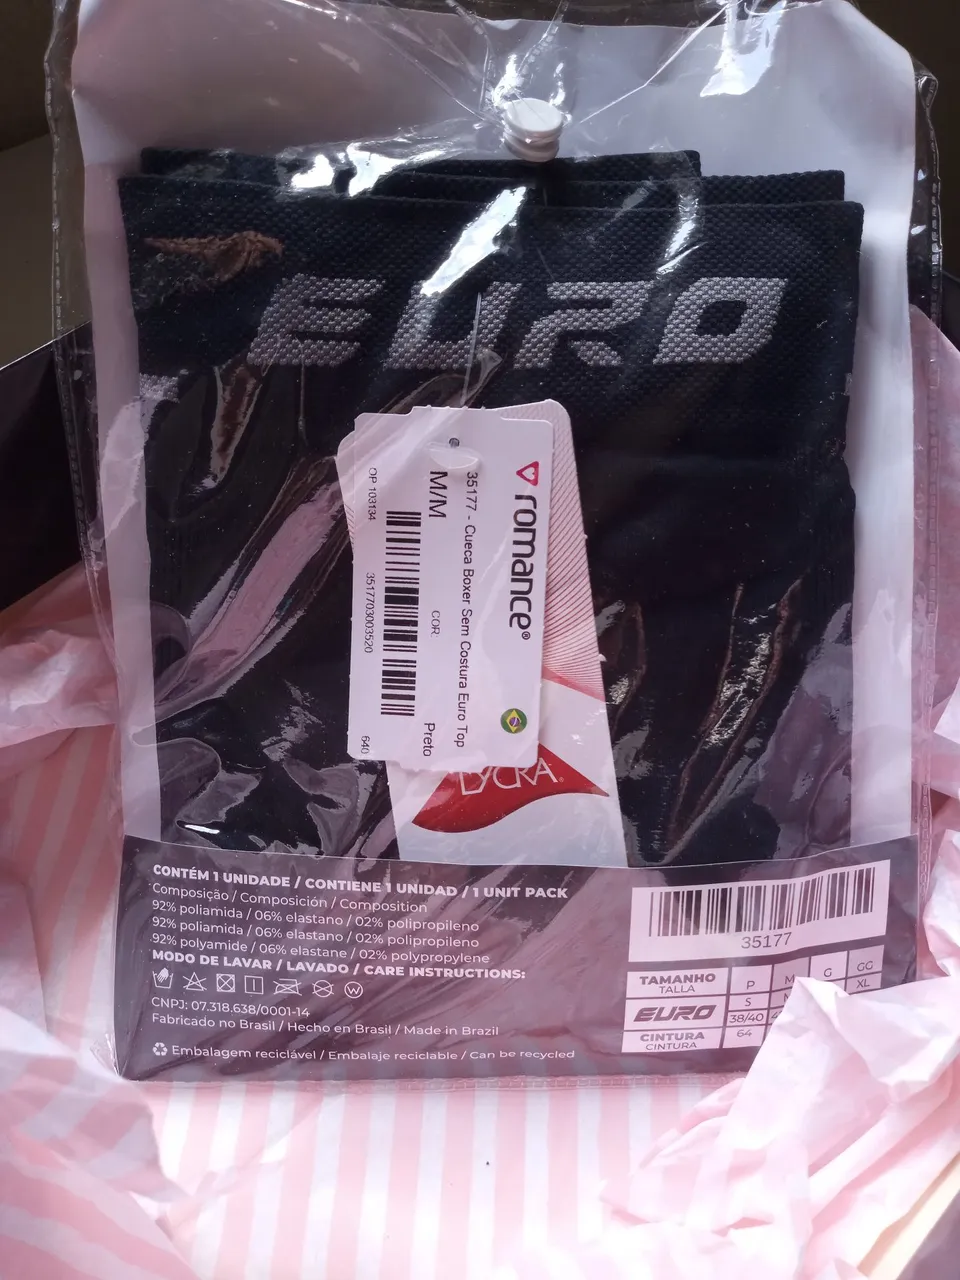 EURO
romance®
35177 - Cueca Boxer Sem Costura Euro Top
M/M
COR:
Preto
OP 103134
3517703003520
640
LYCRA®
CONTÉM 1 UNIDADE / CONTIENE 1 UNIDAD / 1 UNIT PACK
Composição / Composición / Composition
92% poliamida / 06% elastano / 02% polipropileno
92% poliamida / 06% elastano / 02% polipropileno
92% polyamide / 06% elastane / 02% polypropylene
MODO DE LAVAR / LAVADO / CARE INSTRUCTIONS:
W
CNPJ: 07.318.638/0001-14
Fabricado no Brasil / Hecho en Brasil / Made in Brazil
Embalagem reciclável / Embalaje reciclable / Can be recycled
35177
TAMANHO P M G GG
TALLA S XL
EURO 38/40
CINTURA 64
CINTURA